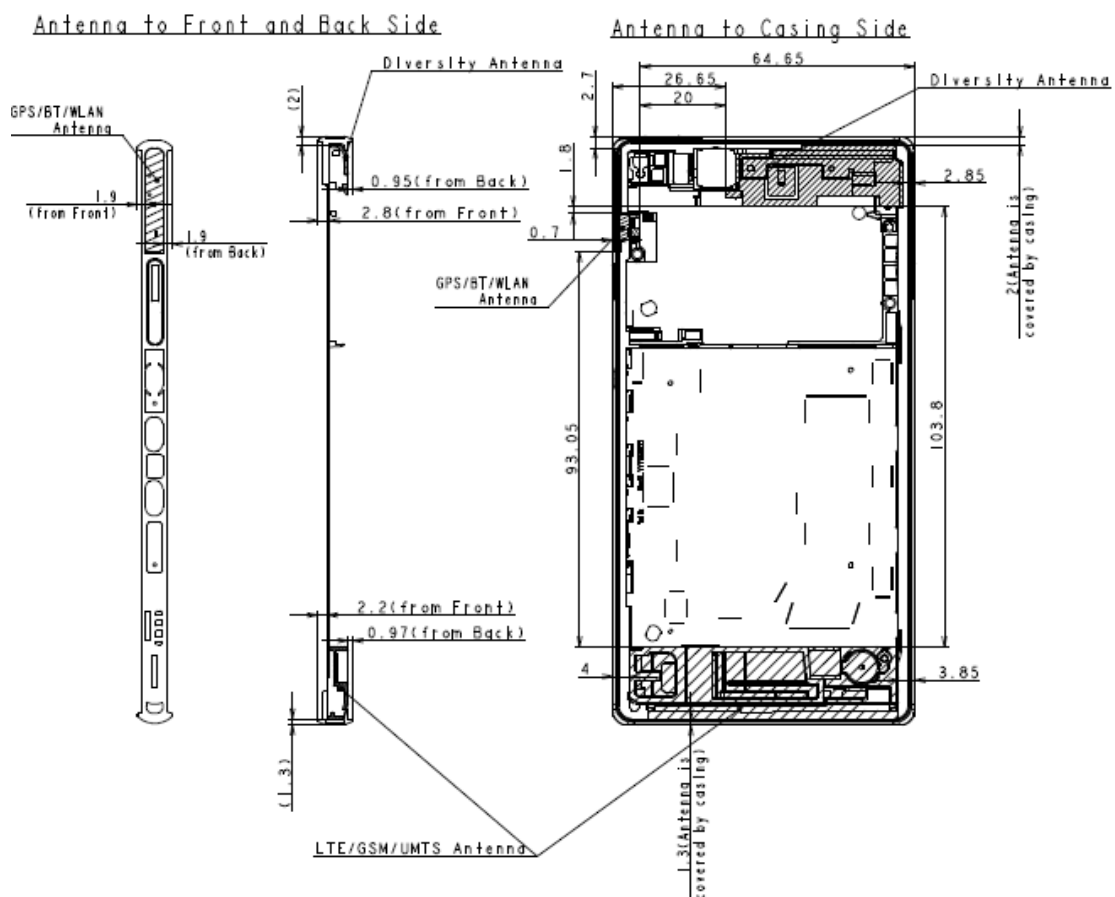 Antenna to Front and Back Side
Antenna to Casing Side
64.65
Diversity Antenna
26.65
Diversity Antenna
2.7
20
(2)
GPS/BT/WLAN
Antenna
1.8
0.95(from Back)
2.85
1.9
(from Front)
2.8(from Front)
0.7
1.9
(from Back)
GPS/BT/WLAN
Antenna
2(Antenna is
covered by casing)
93.05
103.8
2.2(from Front)
0.97(from Back)
4
3.85
(1.3)
1.3(Antenna is
covered by casing)
LTE/GSM/UMTS Antenna